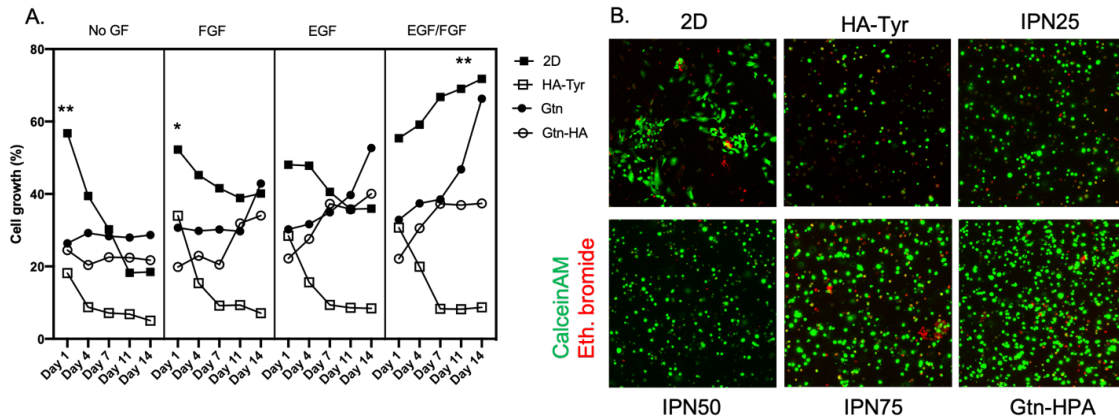 A.
No GF FGF EGF EGF/FGF
80
60
40
20
0
Cell growth (%)
** * **
2D
HA-Tyr
Gtn
Gtn-HA
Day 1 Day 4 Day 7 Day 11 Day 14 Day 1 Day 4 Day 7 Day 11 Day 14 Day 1 Day 4 Day 7 Day 11 Day 14 Day 1 Day 4 Day 7 Day 11 Day 14
B.
2D HA-Tyr IPN25
CalceinAM
Eth. bromide
IPN50 IPN75 Gtn-HPA